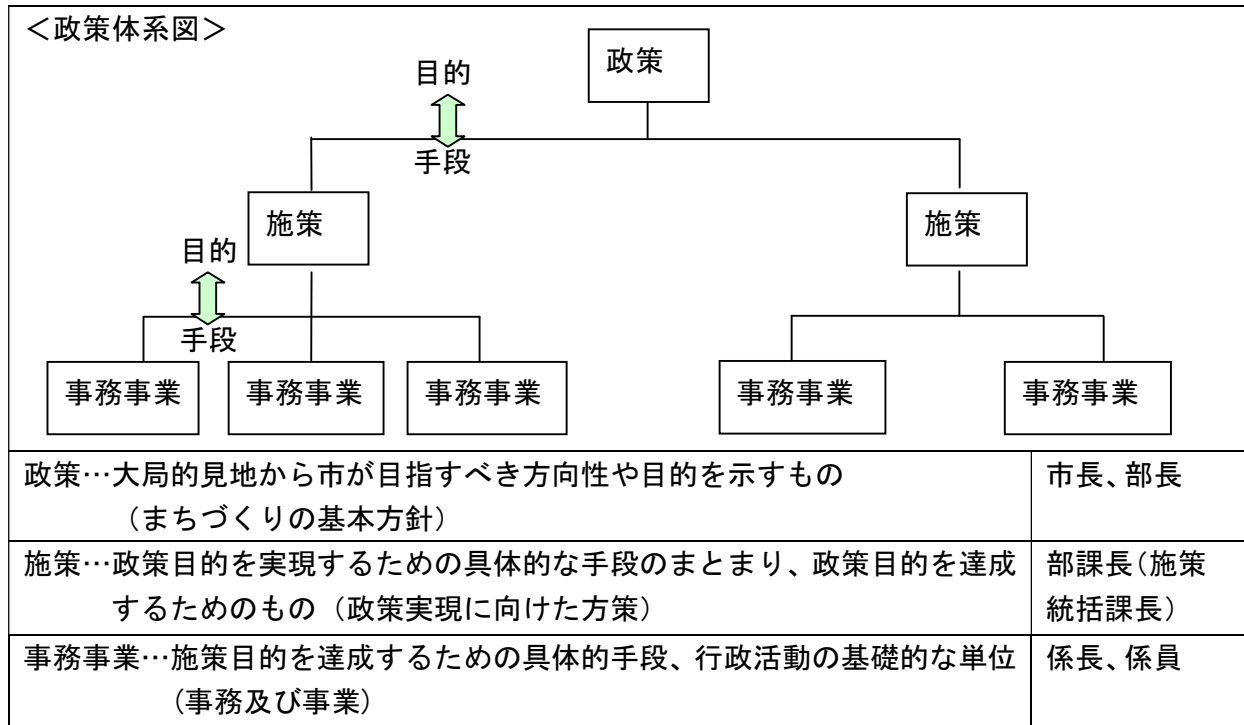 ＜政策体系図＞
政策
目的
手段
施策
施策
目的
手段
事務事業
事務事業
事務事業
事務事業
事務事業
政策…大局的見地から市が目指すべき方向性や目的を示すもの
（まちづくりの基本方針）
市長、部長
施策…政策目的を実現するための具体的な手段のまとまり、政策目的を達成
するためのもの（政策実現に向けた方策）
部課長（施策
統括課長）
事務事業…施策目的を達成するための具体的手段、行政活動の基礎的な単位
（事務及び事業）
係長、係員